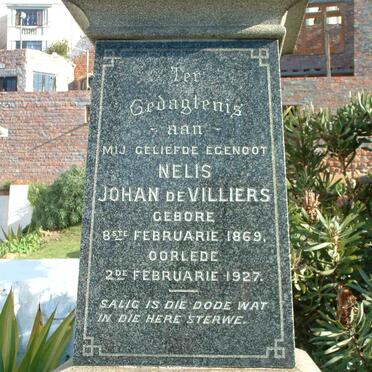 Ter
Gedagtenis
- aan -
MIJ GELIEFDE EGENOOT
NELIS
JOHAN DE VILLIERS
GEBORE
8STE FEBRUARIE 1869,
OORLEDE
2DE FEBRUARIE 1927.
SALIG IS DIE DODE WAT
IN DIE HERE STERWE.